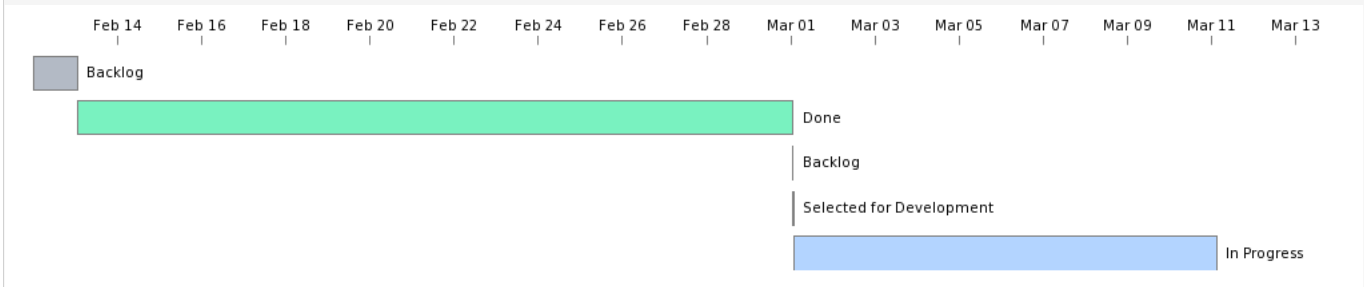 Feb 14 Feb 16 Feb 18 Feb 20 Feb 22 Feb 24 Feb 26 Feb 28 Mar 01 Mar 03 Mar 05 Mar 07 Mar 09 Mar 11 Mar 13
Backlog
Done
Backlog
Selected for Development
In Progress